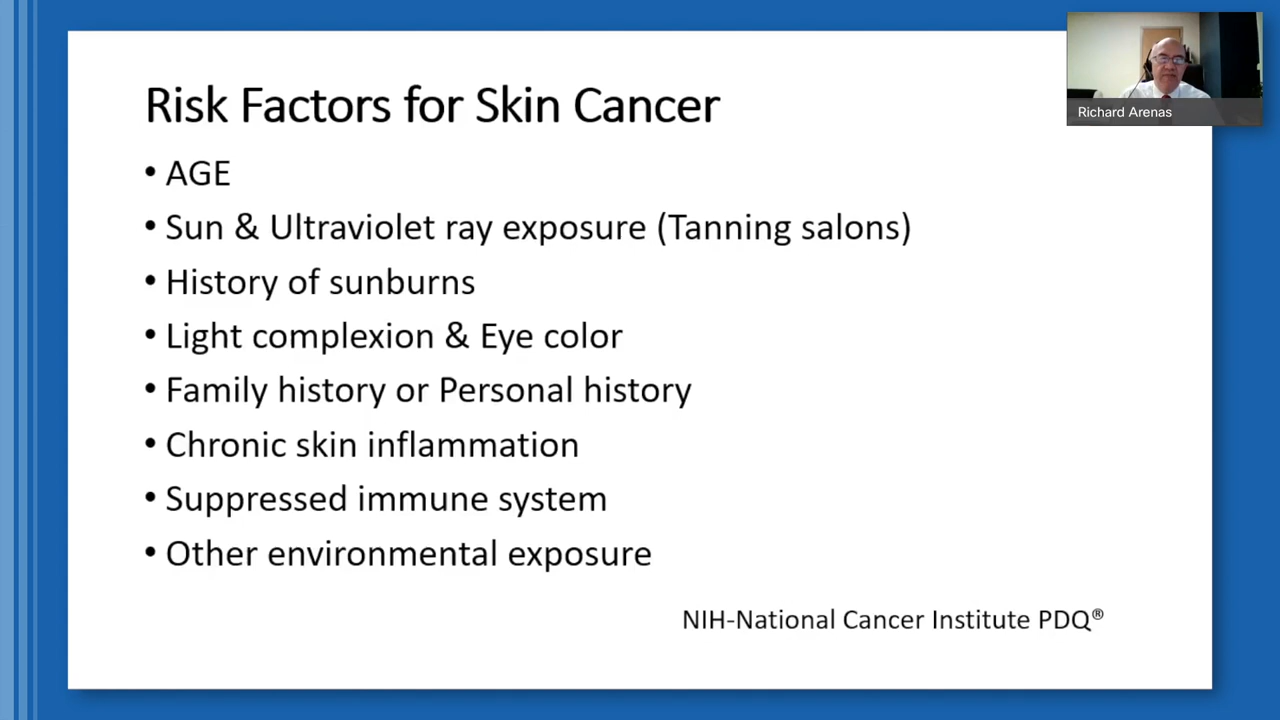 Risk Factors for Skin Cancer
• AGE
• Sun & Ultraviolet ray exposure (Tanning salons)
• History of sunburns
• Light complexion & Eye color
• Family history or Personal history
• Chronic skin inflammation
• Suppressed immune system
• Other environmental exposure
NIH-National Cancer Institute PDQ®
Richard Arenas